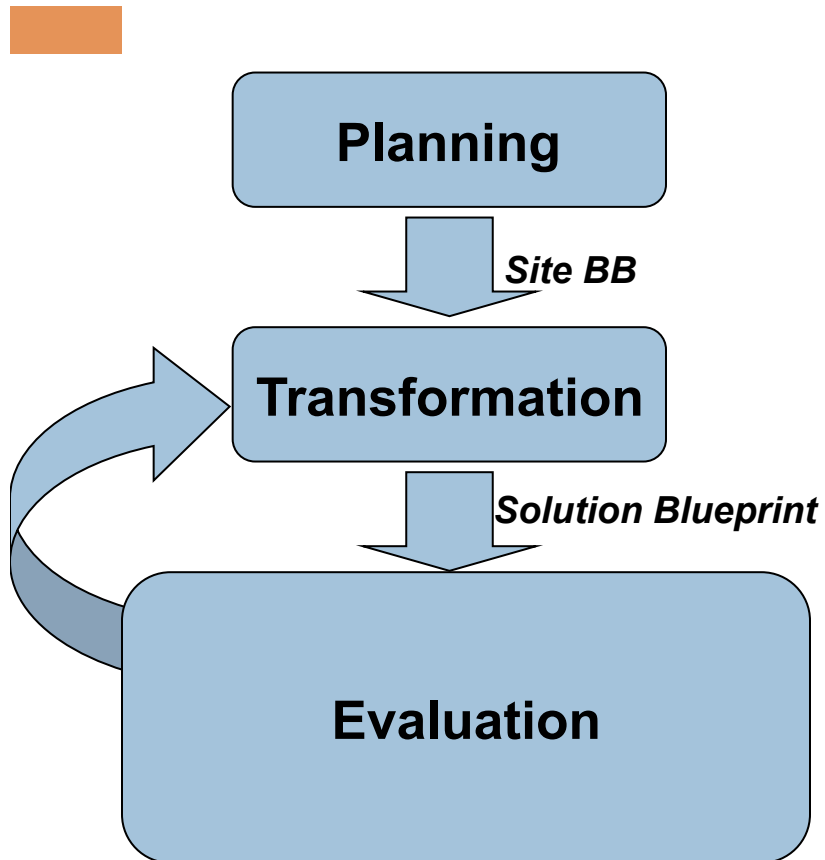 Planning
Site BB
Transformation
Solution Blueprint
Evaluation